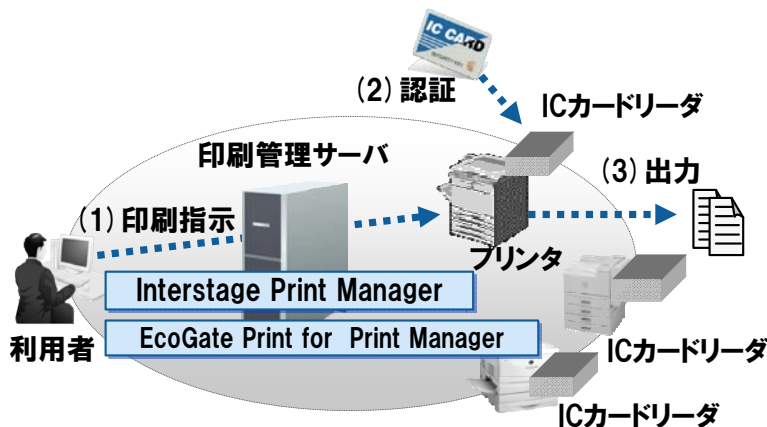 IC CARD
(2)認証
ICカードリーダ
印刷管理サーバ
(3)出力
(1)印刷指示
プリンタ
Interstage Print Manager
利用者
EcoGate Print for Print Manager
ICカードリーダ
ICカードリーダ